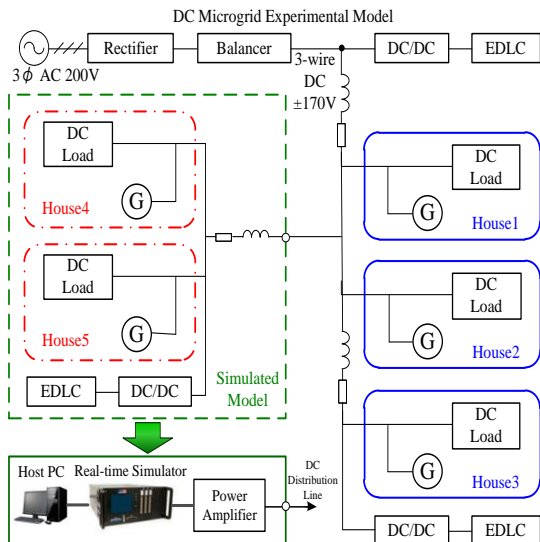 DC Microgrid Experimental Model
Rectifier
Balancer
DC/DC
EDLC
3ϕ AC 200V
3-wire
DC
±170V
DC
Load
G
House4
DC
Load
G
House5
EDLC
DC/DC
Simulated
Model
DC
Load
G
House1
DC
Load
G
House2
DC
Load
G
House3
DC/DC
EDLC
Host PC
Real-time Simulator
Power
Amplifier
DC
Distribution
Line